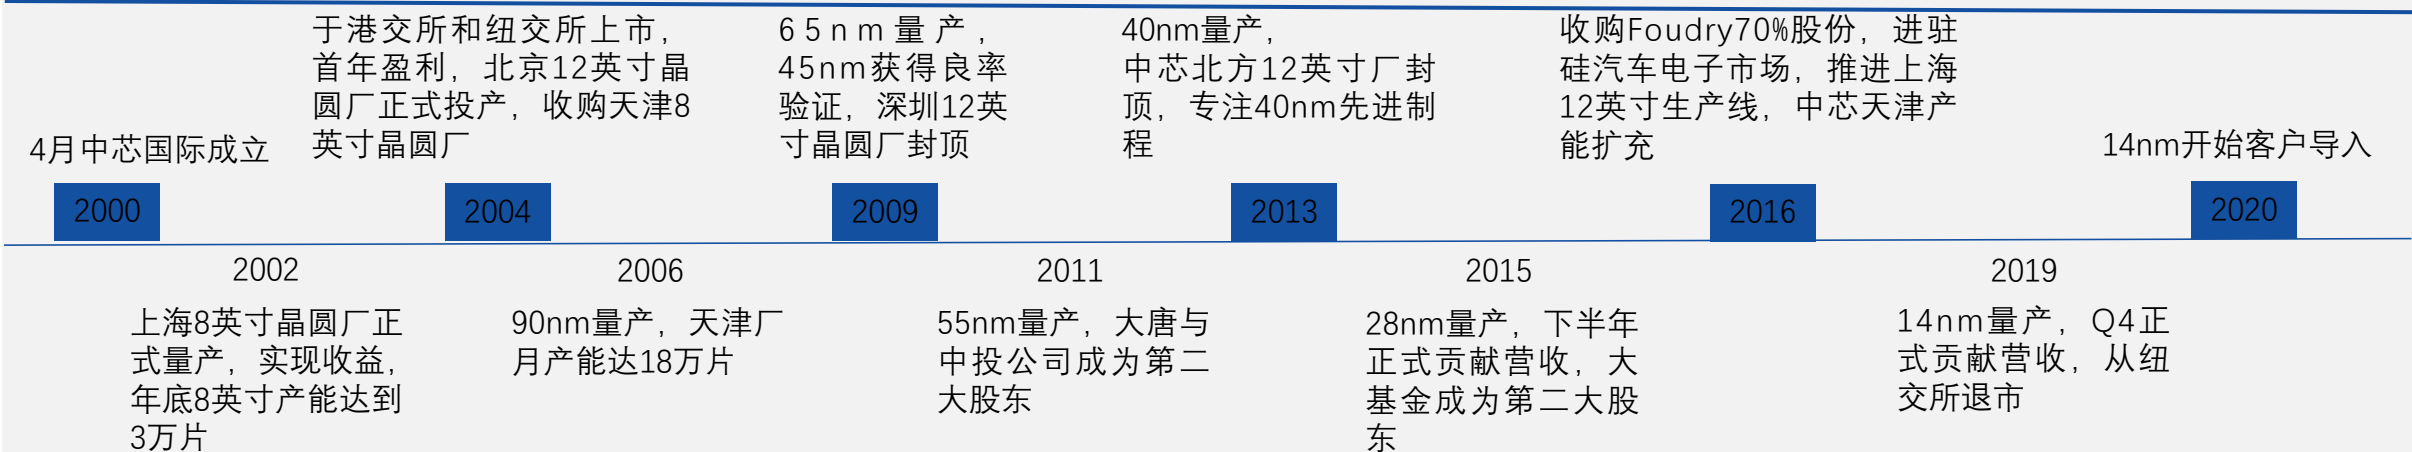 4月中芯国际成立
2000
于港交所和纽交所上市，
首年盈利，北京12英寸晶
圆厂正式投产，收购天津8
英寸晶圆厂
2004
65nm量产，
45nm获得良率
验证，深圳12英
寸晶圆厂封顶
2009
40nm量产，
中芯北方12英寸厂封
顶，专注40nm先进制
程
2013
收购Foudry70%股份，进驻
硅汽车电子市场，推进上海
12英寸生产线，中芯天津产
能扩充
2016
14nm开始客户导入
2020
2002
上海8英寸晶圆厂正
式量产，实现收益，
年底8英寸产能达到
3万片
2006
90nm量产，天津厂
月产能达18万片
2011
55nm量产，大唐与
中投公司成为第二
大股东
2015
28nm量产，下半年
正式贡献营收，大
基金成为第二大股
东
2019
14nm量产，Q4正
式贡献营收，从纽
交所退市